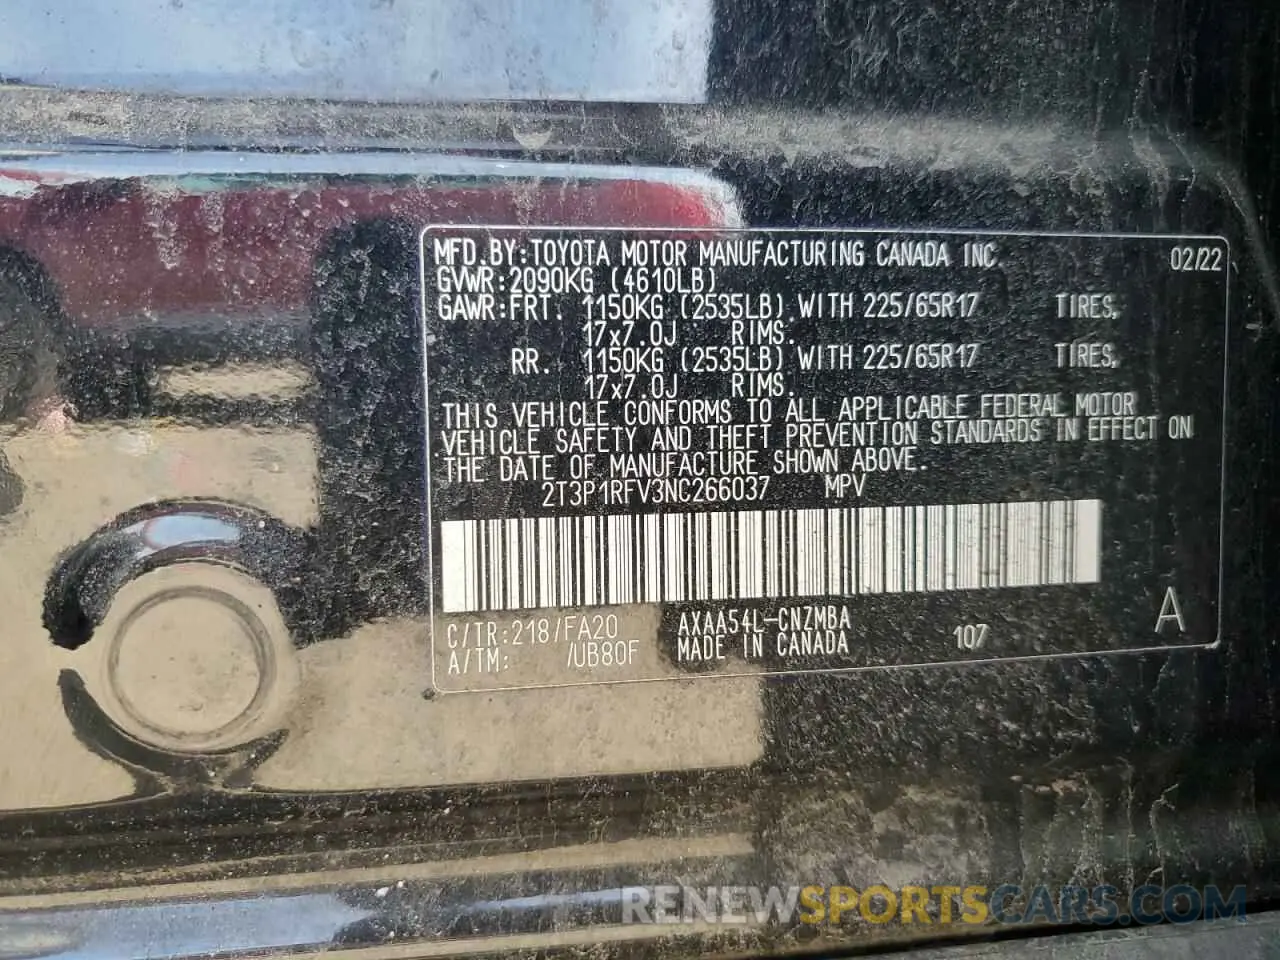 MFD.BY:TOYOTA MOTOR MANUFACTURING CANADA INC. 02/22
GVWR:2090KG (4610LB)
GAWR:FRT. 1150KG (2535LB) WITH 225/65R17 TIRES,
17x7.0J RIMS.
RR. 1150KG (2535LB) WITH 225/65R17 TIRES,
17x7.0J RIMS.
THIS VEHICLE CONFORMS TO ALL APPLICABLE FEDERAL MOTOR
VEHICLE SAFETY AND THEFT PREVENTION STANDARDS IN EFFECT ON
THE DATE OF MANUFACTURE SHOWN ABOVE.
2T3P1RFV3NC266037 MPV
C/TR:218/FA20 AXAA54L-CNZMBA
A/TM: /UB80F MADE IN CANADA 107 A
RENEWSPORTSCARS.COM